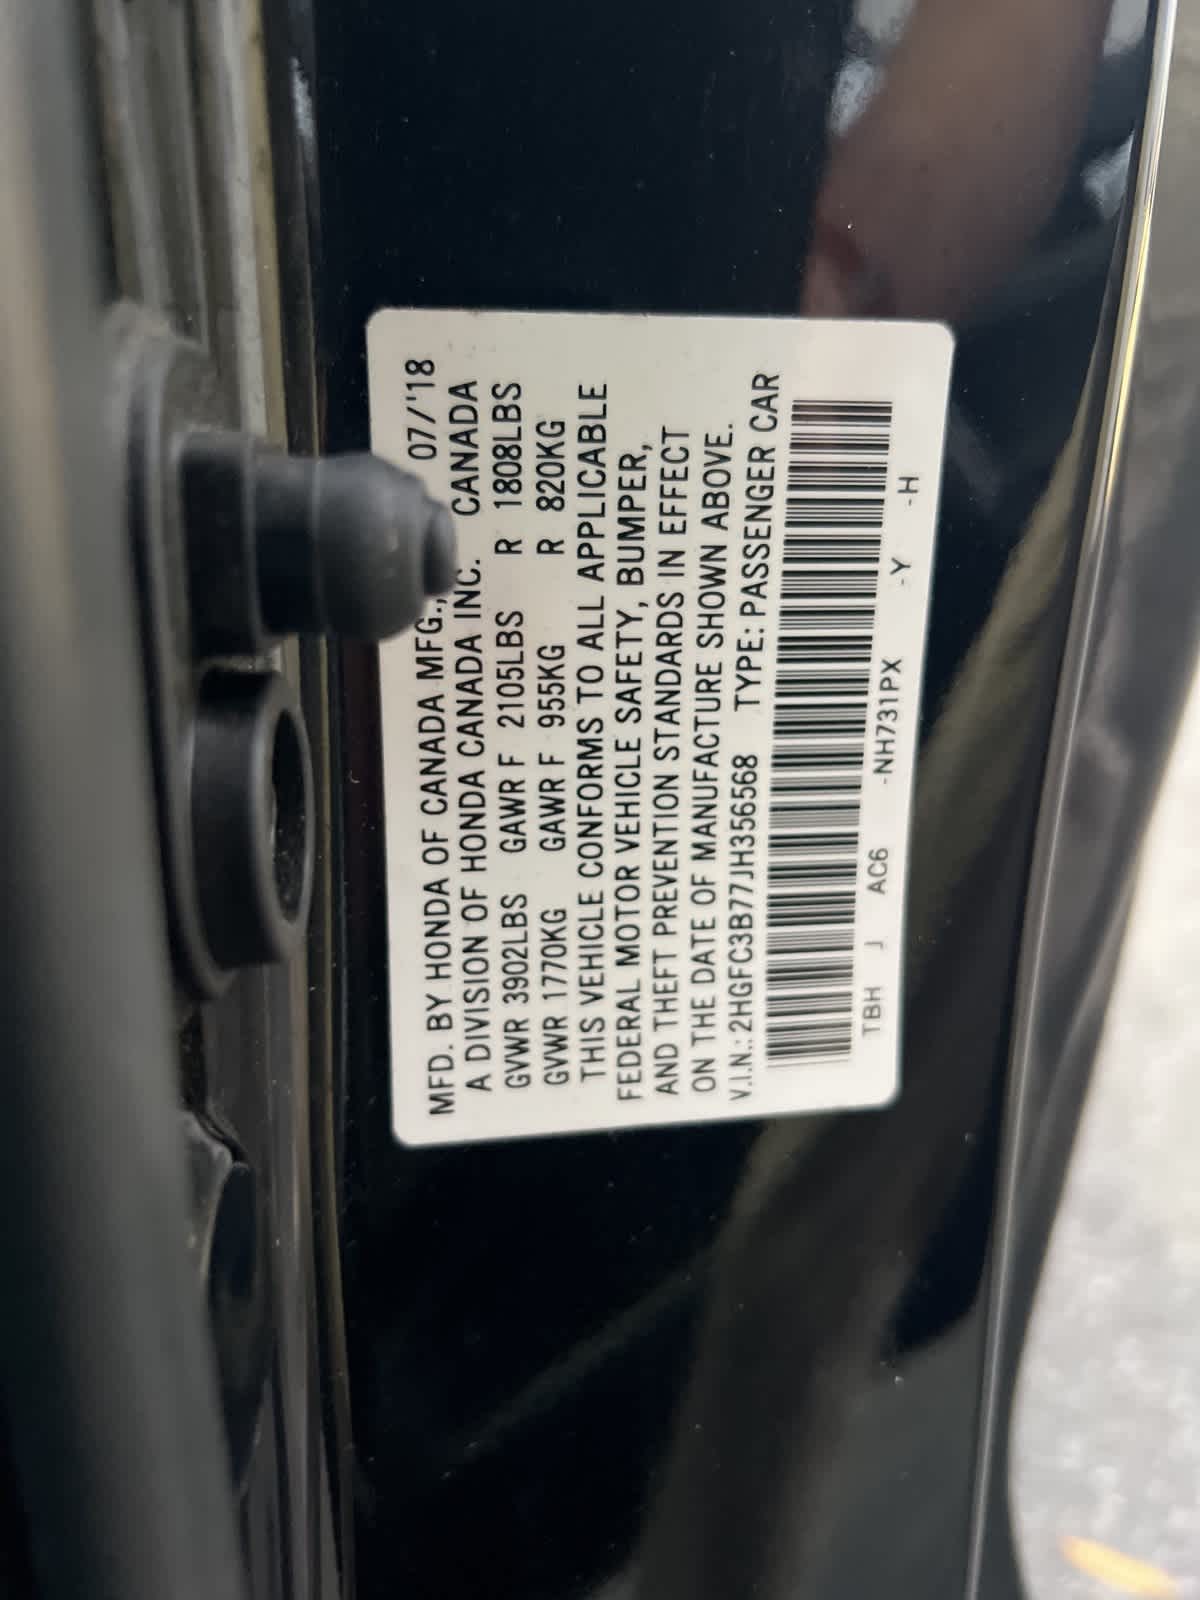 07/'18
MFD. BY HONDA OF CANADA MFG.,
A DIVISION OF HONDA CANADA INC. CANADA
GVWR 3902LBS GAWR F 2105LBS R 1808LBS
GVWR 1770KG GAWR F 955KG R 820KG
THIS VEHICLE CONFORMS TO ALL APPLICABLE
FEDERAL MOTOR VEHICLE SAFETY, BUMPER,
AND THEFT PREVENTION STANDARDS IN EFFECT
ON THE DATE OF MANUFACTURE SHOWN ABOVE.
V.I.N.: 2HGFC3B77JH356568 TYPE: PASSENGER CAR
TBH J AC6 -NH731PX -Y -H